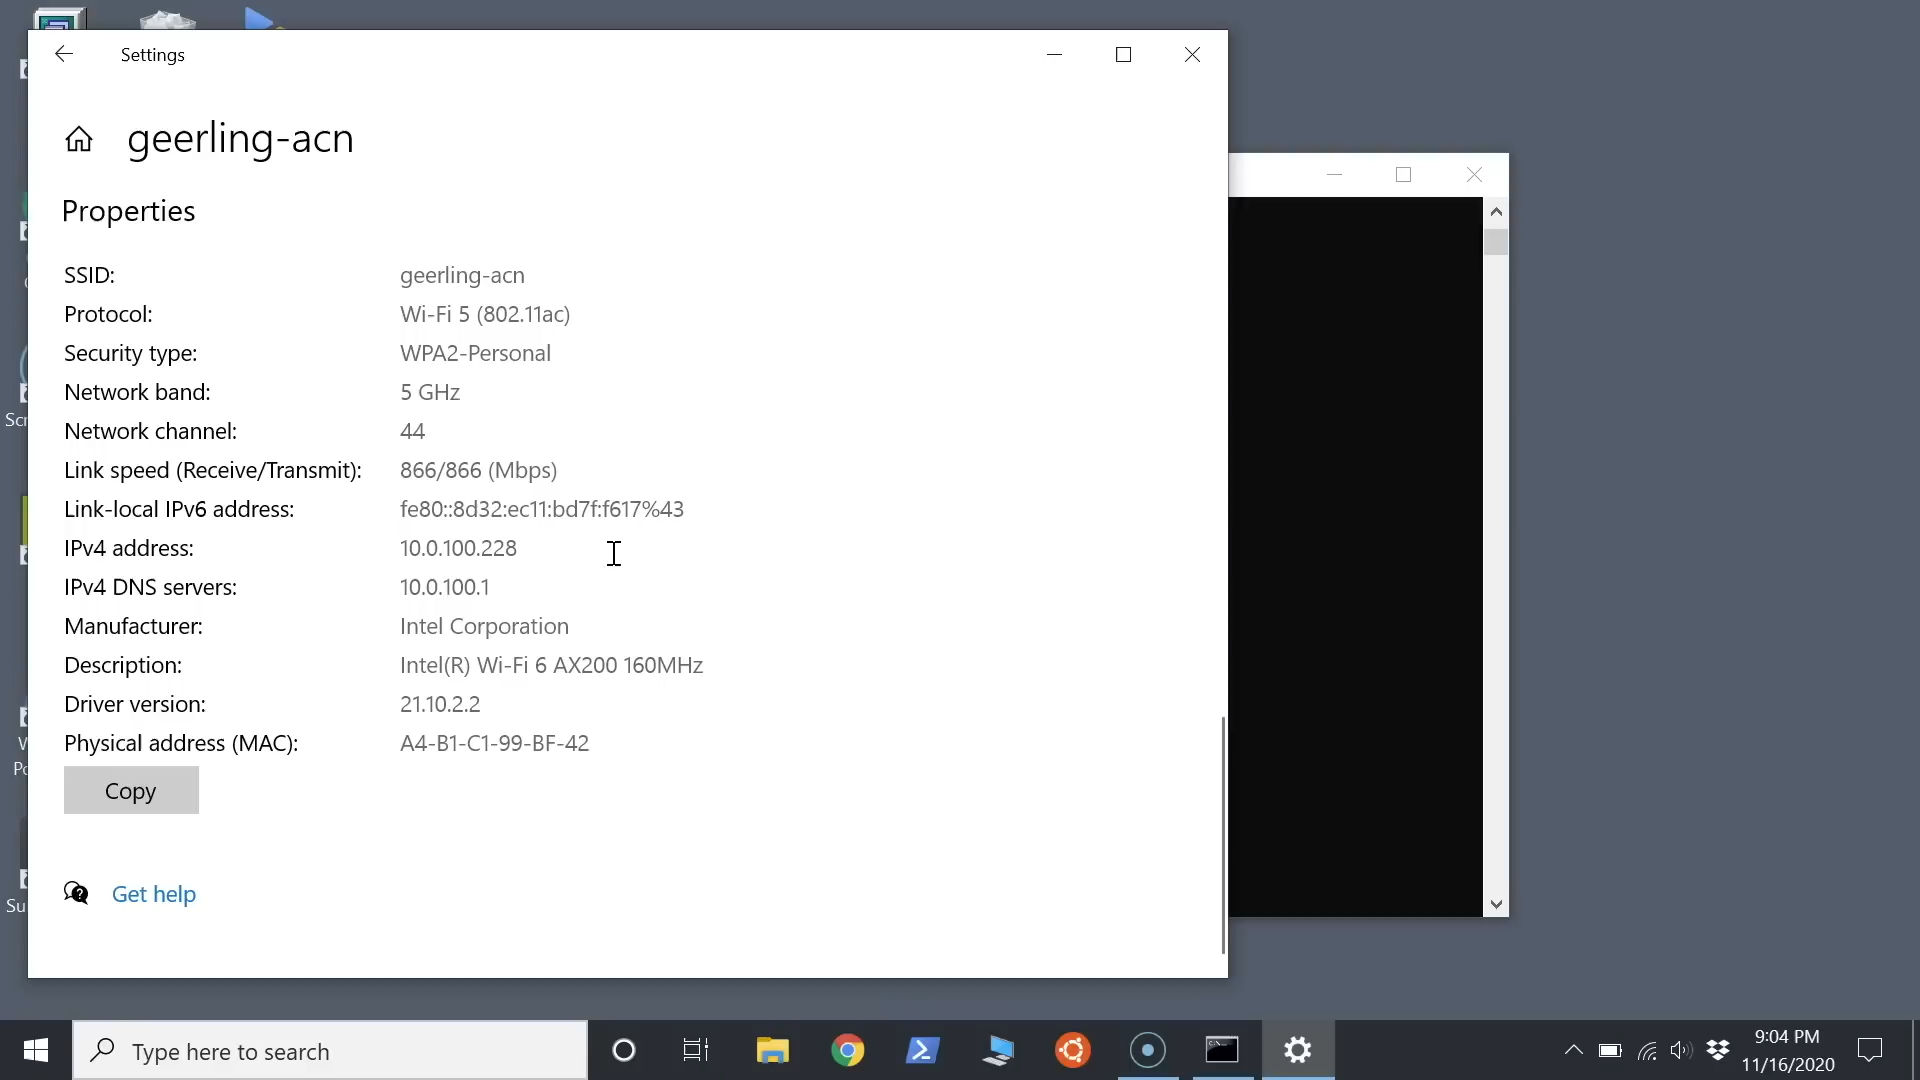 Settings
geerling-acn
Properties
SSID: geerling-acn
Protocol: Wi-Fi 5 (802.11ac)
Security type: WPA2-Personal
Network band: 5 GHz
Network channel: 44
Link speed (Receive/Transmit): 866/866 (Mbps)
Link-local IPv6 address: fe80::8d32:ec11:bd7f:f617%43
IPv4 address: 10.0.100.228
IPv4 DNS servers: 10.0.100.1
Manufacturer: Intel Corporation
Description: Intel(R) Wi-Fi 6 AX200 160MHz
Driver version: 21.10.2.2
Physical address (MAC): A4-B1-C1-99-BF-42
Copy
Get help
Scr
W
Po
Su
Type here to search
9:04 PM
11/16/2020